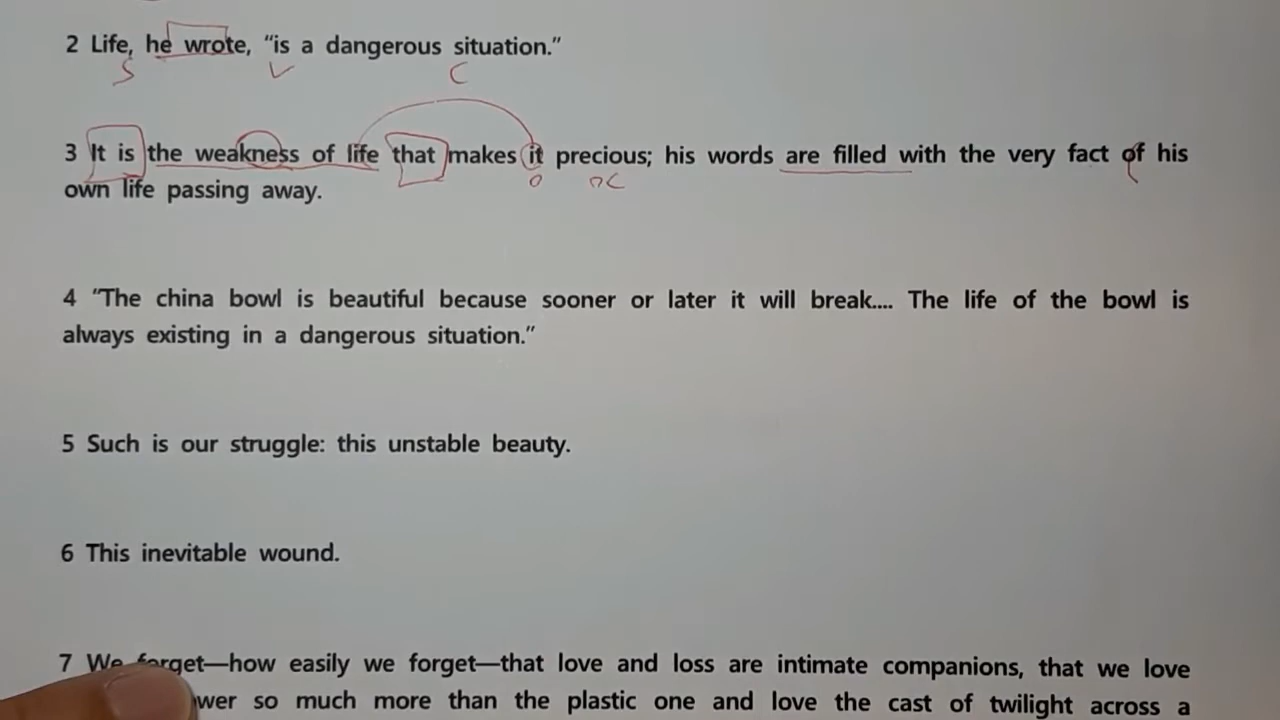 2 Life, he wrote, “is a dangerous situation.”
S V C
3 It is the weakness of life that makes it precious; his words are filled with the very fact of his
O OC
own life passing away.
4 “The china bowl is beautiful because sooner or later it will break.... The life of the bowl is
always existing in a dangerous situation.”
5 Such is our struggle: this unstable beauty.
6 This inevitable wound.
7 We forget—how easily we forget—that love and loss are intimate companions, that we love
so much more than the plastic one and love the cast of twilight across a